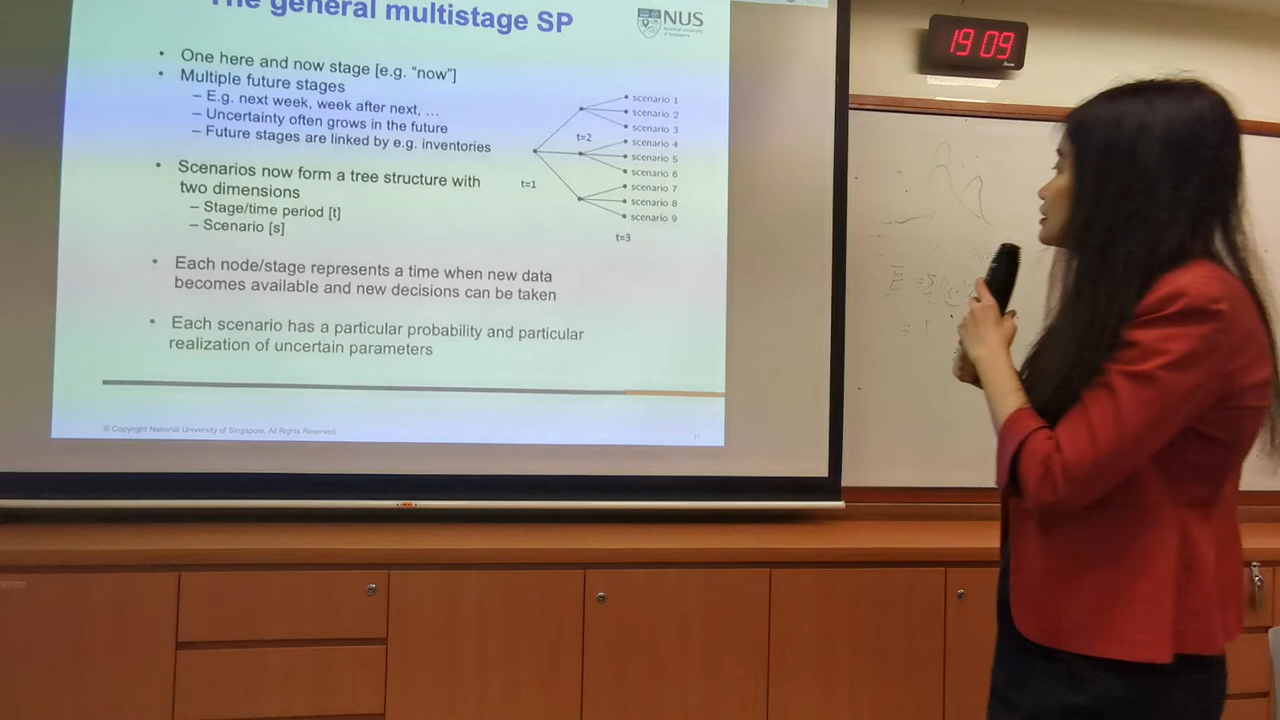 The general multistage SP
NUS
National University
of Singapore
• One here and now stage [e.g. "now"]
• Multiple future stages
– E.g. next week, week after next, …
– Uncertainty often grows in the future
– Future stages are linked by e.g. inventories
• Scenarios now form a tree structure with
two dimensions
– Stage/time period [t]
– Scenario [s]
• Each node/stage represents a time when new data
becomes available and new decisions can be taken
• Each scenario has a particular probability and particular
realization of uncertain parameters
scenario 1
scenario 2
scenario 3
t=2
scenario 4
scenario 5
scenario 6
t=1
scenario 7
scenario 8
scenario 9
t=3
© Copyright National University of Singapore. All Rights Reserved.
17
19 09